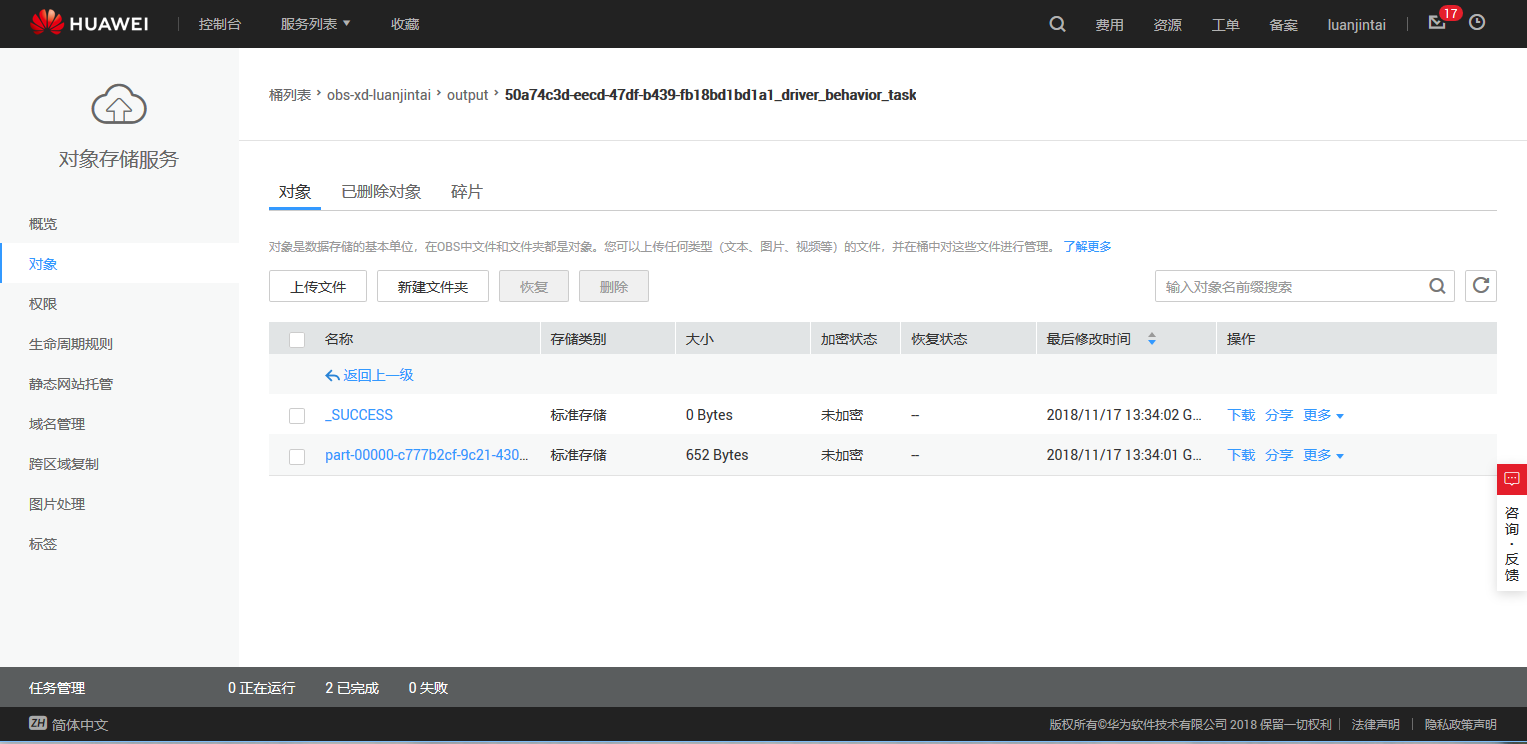 HUAWEI 控制台 服务列表 收藏 费用 资源 工单 备案 luanjintai 17
对象存储服务
概览
对象
权限
生命周期规则
静态网站托管
域名管理
跨区域复制
图片处理
标签
桶列表 › obs-xd-luanjintai › output › 50a74c3d-eecd-47df-b439-fb18bd1bd1a1_driver_behavior_task
对象 已删除对象 碎片
对象是数据存储的基本单位，在OBS中文件和文件夹都是对象。您可以上传任何类型（文本、图片、视频等）的文件，并在桶中对这些文件进行管理。 了解更多
上传文件 新建文件夹 恢复 删除 输入对象名前缀搜索
名称 存储类别 大小 加密状态 恢复状态 最后修改时间 操作
返回上一级
_SUCCESS 标准存储 0 Bytes 未加密 -- 2018/11/17 13:34:02 G... 下载 分享 更多
part-00000-c777b2cf-9c21-430... 标准存储 652 Bytes 未加密 -- 2018/11/17 13:34:01 G... 下载 分享 更多
咨
询
·
反
馈
任务管理 0 正在运行 2 已完成 0 失败
ZH 简体中文 版权所有©华为软件技术有限公司 2018 保留一切权利 | 法律声明 | 隐私政策声明